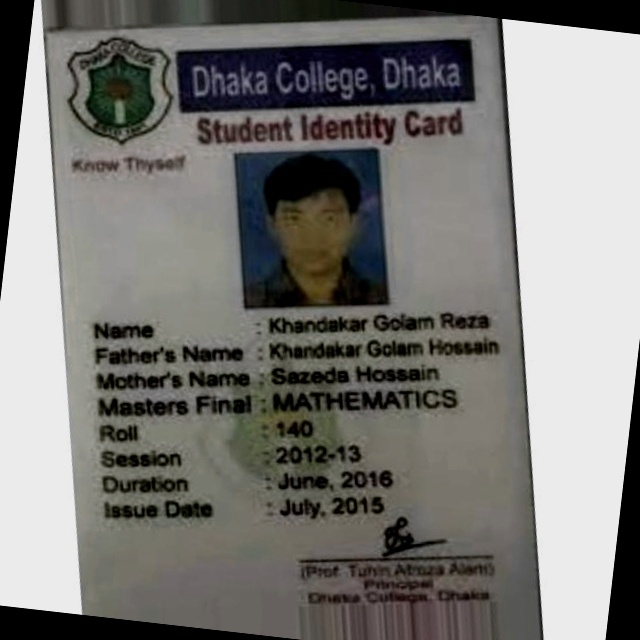 DHAKA COLLEGE
Dhaka College, Dhaka
Student Identity Card
Know Thyself
Name : Khandakar Golam Reza
Father's Name : Khandakar Golam Hossain
Mother's Name : Sazeda Hossain
Masters Final : MATHEMATICS
Roll : 140
Session : 2012-13
Duration : June, 2016
Issue Date : July, 2015
(Prof. Tuhin Afroza Alam)
Principal
Dhaka College, Dhaka